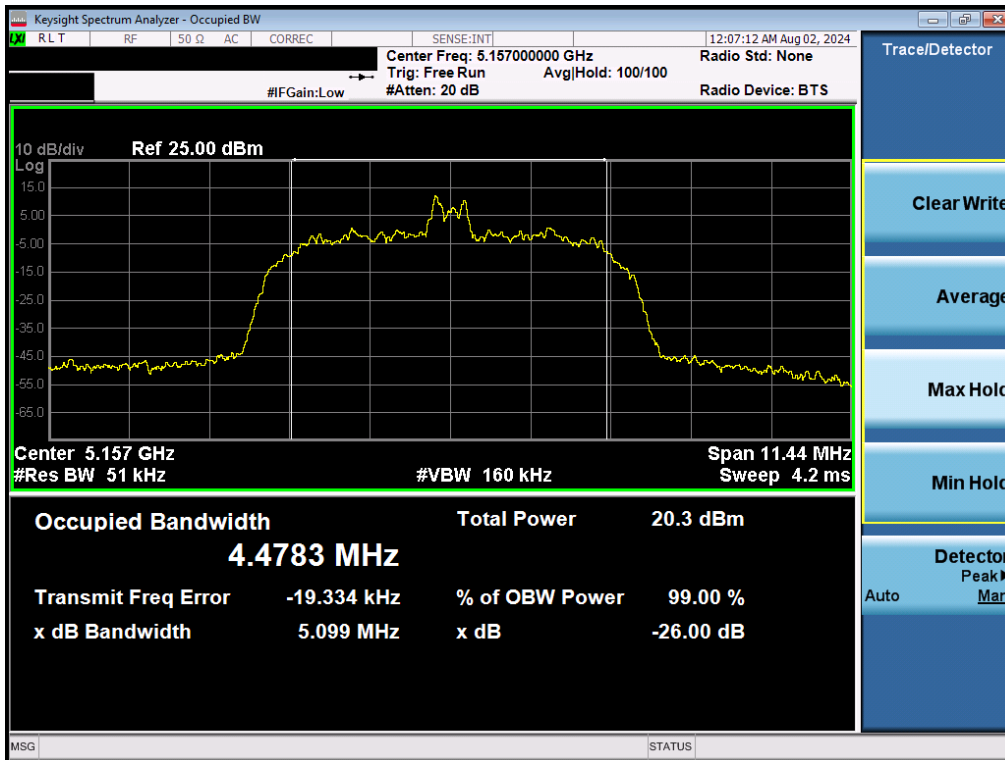 Keysight Spectrum Analyzer - Occupied BW
LXI RLT RF 50 Ω AC CORREC SENSE:INT 12:07:12 AM Aug 02, 2024
Center Freq: 5.157000000 GHz Radio Std: None
Trig: Free Run Avg|Hold: 100/100
#IFGain:Low #Atten: 20 dB Radio Device: BTS
10 dB/div Ref 25.00 dBm
Log
15.0
5.00
-5.00
-15.0
-25.0
-35.0
-45.0
-55.0
-65.0
Center 5.157 GHz Span 11.44 MHz
#Res BW 51 kHz #VBW 160 kHz Sweep 4.2 ms
Occupied Bandwidth Total Power 20.3 dBm
4.4783 MHz
Transmit Freq Error -19.334 kHz % of OBW Power 99.00 %
x dB Bandwidth 5.099 MHz x dB -26.00 dB
MSG STATUS
Trace/Detector
Clear Write
Average
Max Hold
Min Hold
Detector
Peak
Auto Man